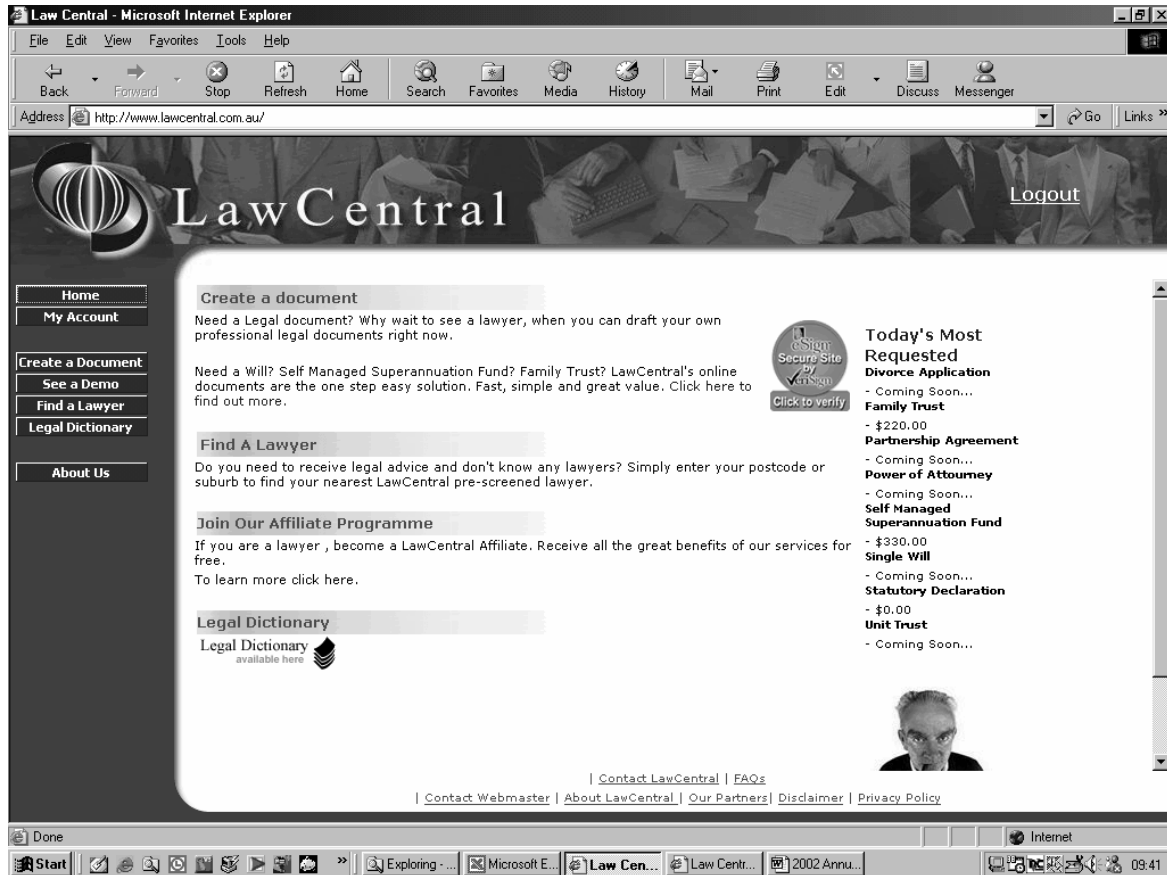 Law Central - Microsoft Internet Explorer
File Edit View Favorites Tools Help
Back Forward Stop Refresh Home Search Favorites Media History Mail Print Edit Discuss Messenger
Address http://www.lawcentral.com.au/ Go Links »
LawCentral
Logout
Home
My Account
Create a Document
See a Demo
Find a Lawyer
Legal Dictionary
About Us
Create a document
Need a Legal document? Why wait to see a lawyer, when you can draft your own
professional legal documents right now.
Need a Will? Self Managed Superannuation Fund? Family Trust? LawCentral's online
documents are the one step easy solution. Fast, simple and great value. Click here to
find out more.
Find A Lawyer
Do you need to receive legal advice and don't know any lawyers? Simply enter your postcode or
suburb to find your nearest LawCentral pre-screened lawyer.
Join Our Affiliate Programme
If you are a lawyer , become a LawCentral Affiliate. Receive all the great benefits of our services for
free.
To learn more click here.
Legal Dictionary
Legal Dictionary
available here
eSign
Secure Site
by
VeriSign
Click to verify
Today's Most
Requested
Divorce Application
- Coming Soon...
Family Trust
- $220.00
Partnership Agreement
- Coming Soon...
Power of Attourney
- Coming Soon...
Self Managed
Superannuation Fund
- $330.00
Single Will
- Coming Soon...
Statutory Declaration
- $0.00
Unit Trust
- Coming Soon...
| Contact LawCentral | FAQs
| Contact Webmaster | About LawCentral | Our Partners| Disclaimer | Privacy Policy
Done Internet
Start » Exploring - ... Microsoft E... Law Cen... Law Centr... 2002 Annu... 09:41